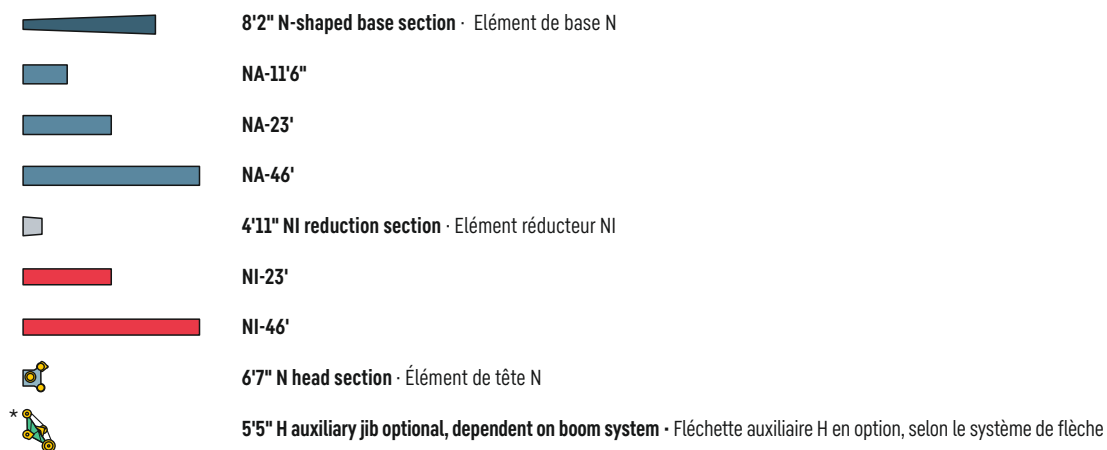 8'2" N-shaped base section · Elément de base N
NA-11'6"
NA-23'
NA-46'
4'11" NI reduction section · Elément réducteur NI
NI-23'
NI-46'
6'7" N head section · Élément de tête N
* 5'5" H auxiliary jib optional, dependent on boom system · Fléchette auxiliaire H en option, selon le système de flèche